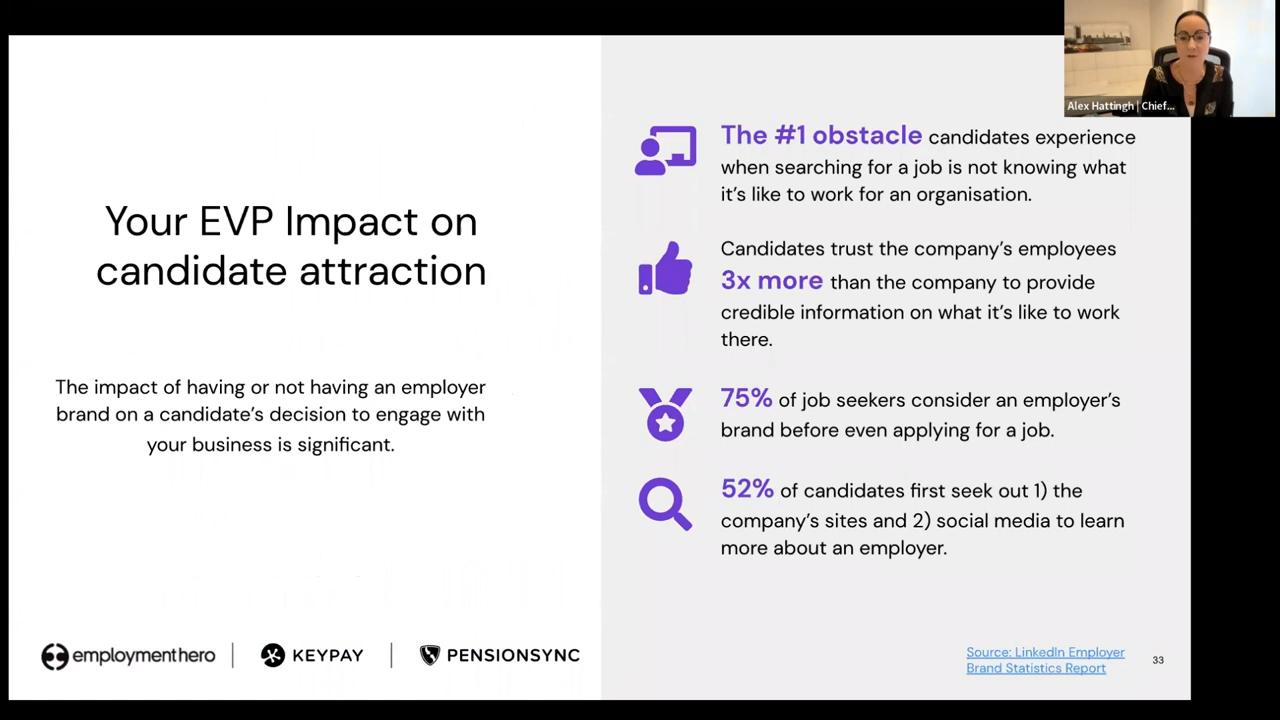 Alex Hattingh | Chief...
Your EVP Impact on
candidate attraction
The impact of having or not having an employer
brand on a candidate's decision to engage with
your business is significant.
The #1 obstacle candidates experience
when searching for a job is not knowing what
it's like to work for an organisation.
Candidates trust the company's employees
3x more than the company to provide
credible information on what it's like to work
there.
75% of job seekers consider an employer's
brand before even applying for a job.
52% of candidates first seek out 1) the
company's sites and 2) social media to learn
more about an employer.
employmenthero | KEYPAY | PENSIONSYNC
Source: LinkedIn Employer
Brand Statistics Report
33